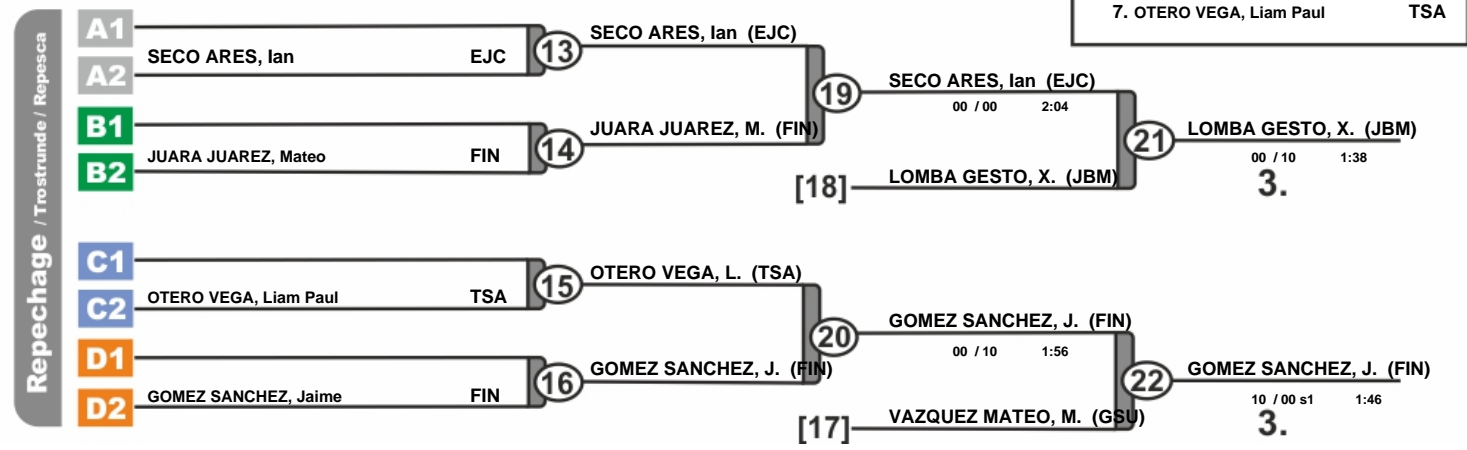 7. OTERO VEGA, Liam Paul TSA
Repechage / Trostrunde / Repesca
A1
SECO ARES, Ian EJC
A2
13
SECO ARES, Ian (EJC)
B1
JUARA JUAREZ, Mateo FIN
B2
14
JUARA JUAREZ, M. (FIN)
19
SECO ARES, Ian (EJC)
00 / 00 2:04
[18]
LOMBA GESTO, X. (JBM)
21
LOMBA GESTO, X. (JBM)
00 / 10 1:38
3.
C1
OTERO VEGA, Liam Paul TSA
C2
15
OTERO VEGA, L. (TSA)
D1
GOMEZ SANCHEZ, Jaime FIN
D2
16
GOMEZ SANCHEZ, J. (FIN)
20
GOMEZ SANCHEZ, J. (FIN)
00 / 10 1:56
[17]
VAZQUEZ MATEO, M. (GSU)
22
GOMEZ SANCHEZ, J. (FIN)
10 / 00 s1 1:46
3.